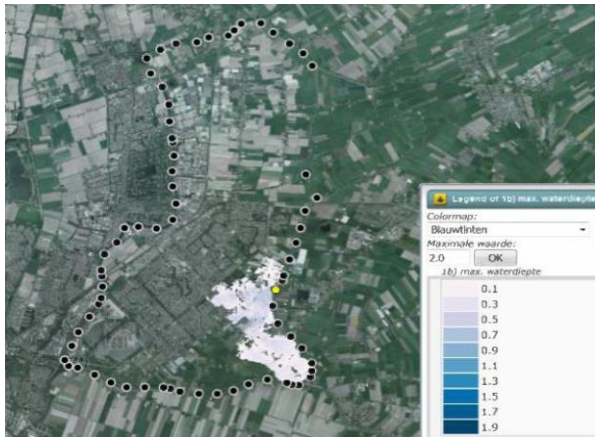 Legend of 1b) max. waterdiepte
Colormap:
Blauwtinten
Maximale waarde:
2.0 OK
1b) max. waterdiepte
0.1
0.3
0.5
0.7
0.9
1.1
1.3
1.5
1.7
1.9